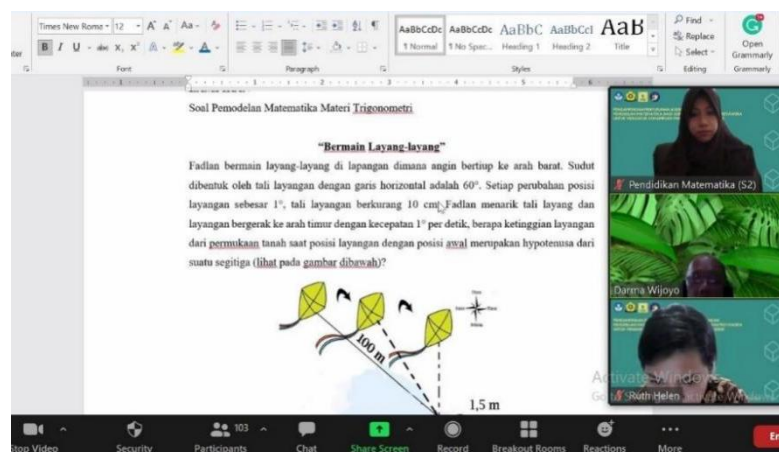 Times New Roma 12
AaBbCcDc AaBbCcDc AaBbC AaBbCcI AaB
Find
Replace
Select
Open
Grammarly
1 Normal 1 No Spac... Heading 1 Heading 2 Title
Font
Paragraph
Styles
Editing
Grammarly
Soal Pemodelan Matematika Materi Trigonometri
“Bermain Layang-layang”
Fadlan bermain layang-layang di lapangan dimana angin bertiup ke arah barat. Sudut
dibentuk oleh tali layangan dengan garis horizontal adalah 60°. Setiap perubahan posisi
layangan sebesar 1°, tali layangan berkurang 10 cm. Fadlan menarik tali layang dan
layangan bergerak ke arah timur dengan kecepatan 1° per detik, berapa ketinggian layangan
dari permukaan tanah saat posisi layangan dengan posisi awal merupakan hypotenusa dari
suatu segitiga (lihat pada gambar dibawah)?
100 m
1,5 m
Pendidikan Matematika (S2)
Darma Wijoyo
Ruth Helen
Activate Windows
Stop Video
Security
Participants
103
Chat
Share Screen
Record
Breakout Rooms
Reactions
More